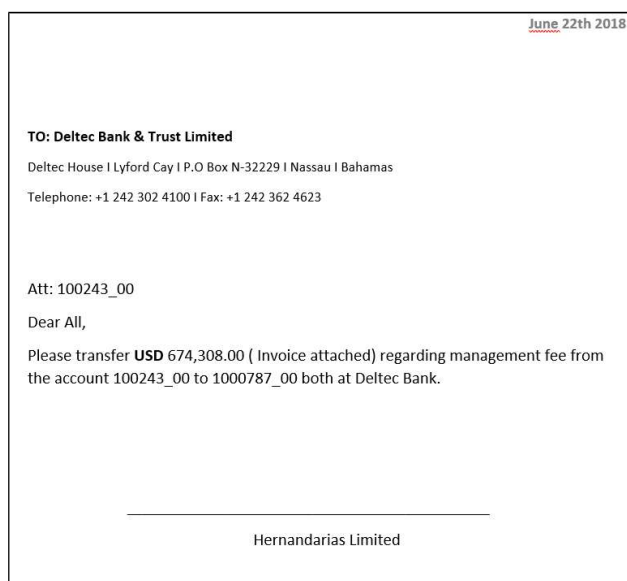 June 22th 2018
TO: Deltec Bank & Trust Limited
Deltec House I Lyford Cay I P.O Box N-32229 I Nassau I Bahamas
Telephone: +1 242 302 4100 I Fax: +1 242 362 4623
Att: 100243_00
Dear All,
Please transfer USD 674,308.00 ( Invoice attached) regarding management fee from
the account 100243_00 to 1000787_00 both at Deltec Bank.
Hernandarias Limited